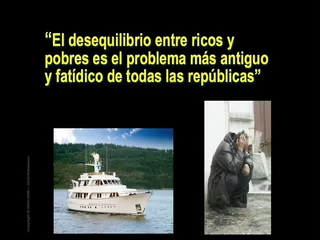 “El desequilibrio entre ricos y
pobres es el problema más antiguo
y fatídico de todas las repúblicas”